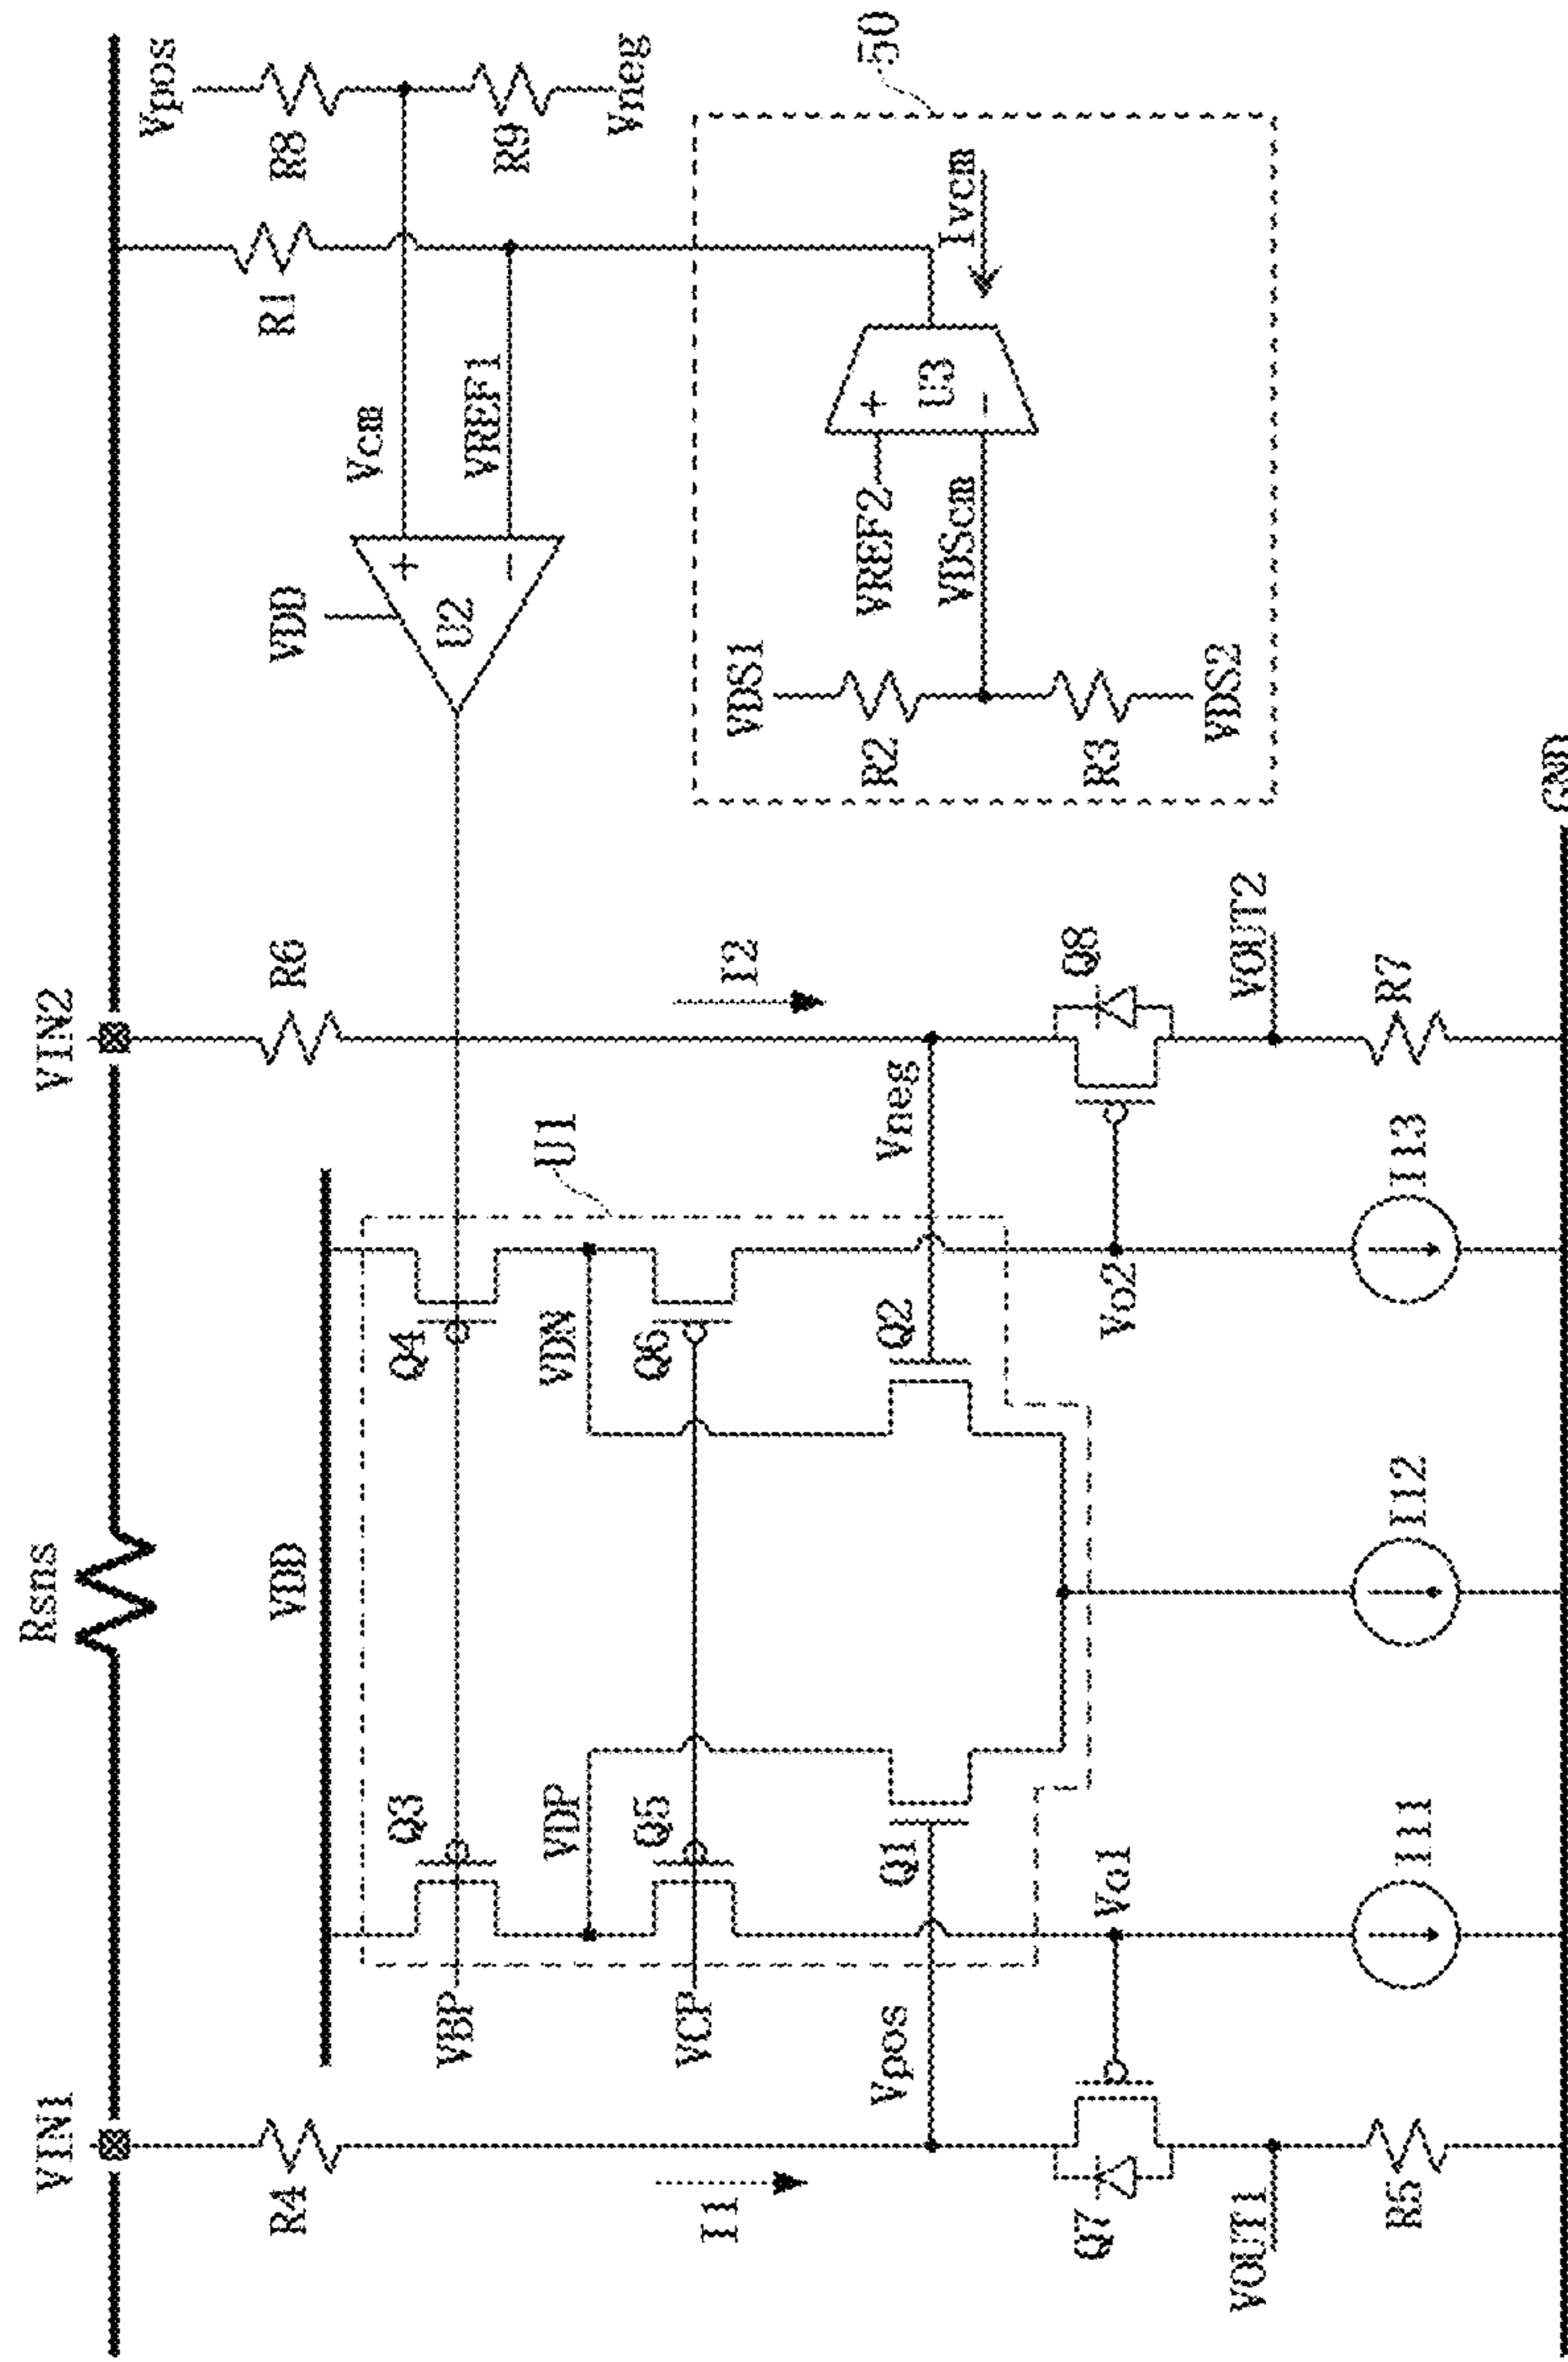 VIN1
Rsns
VIN2
R4
VDD
R6
VDD
R1
R8
Vpos
Vcm
Q3
Q4
VBP
U2
VREF1
R9
Vneg
U1
VDP
VDN
Q5
Q6
VCP
I1
I2
VDS1
50
Vpos
Q1
Q2
Vneg
R2
VREF2
U3
VDScm
Ivcm
Q7
Vo1
Vo2
Q8
R3
VDS2
VOUT1
VOUT2
R5
I11
I12
I13
R7
GND